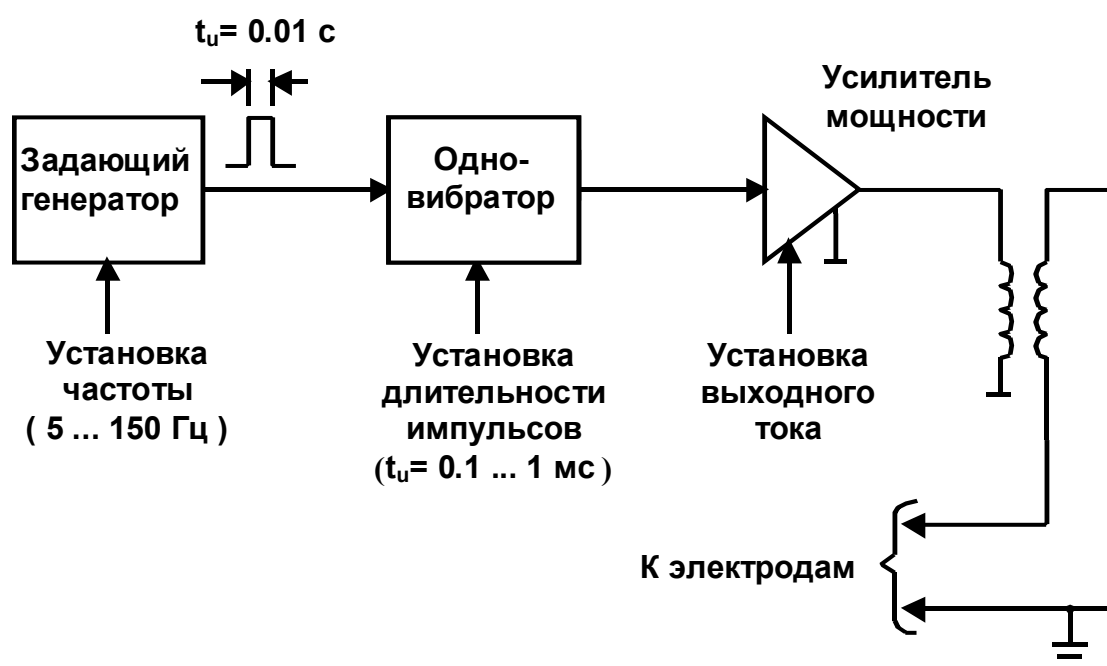 tᵤ= 0.01 с
Усилитель
мощности
Задающий
генератор
Одно-
вибратор
Установка
частоты
( 5 ... 150 Гц )
Установка
длительности
импульсов
(tᵤ= 0.1 ... 1 мс )
Установка
выходного
тока
К электродам